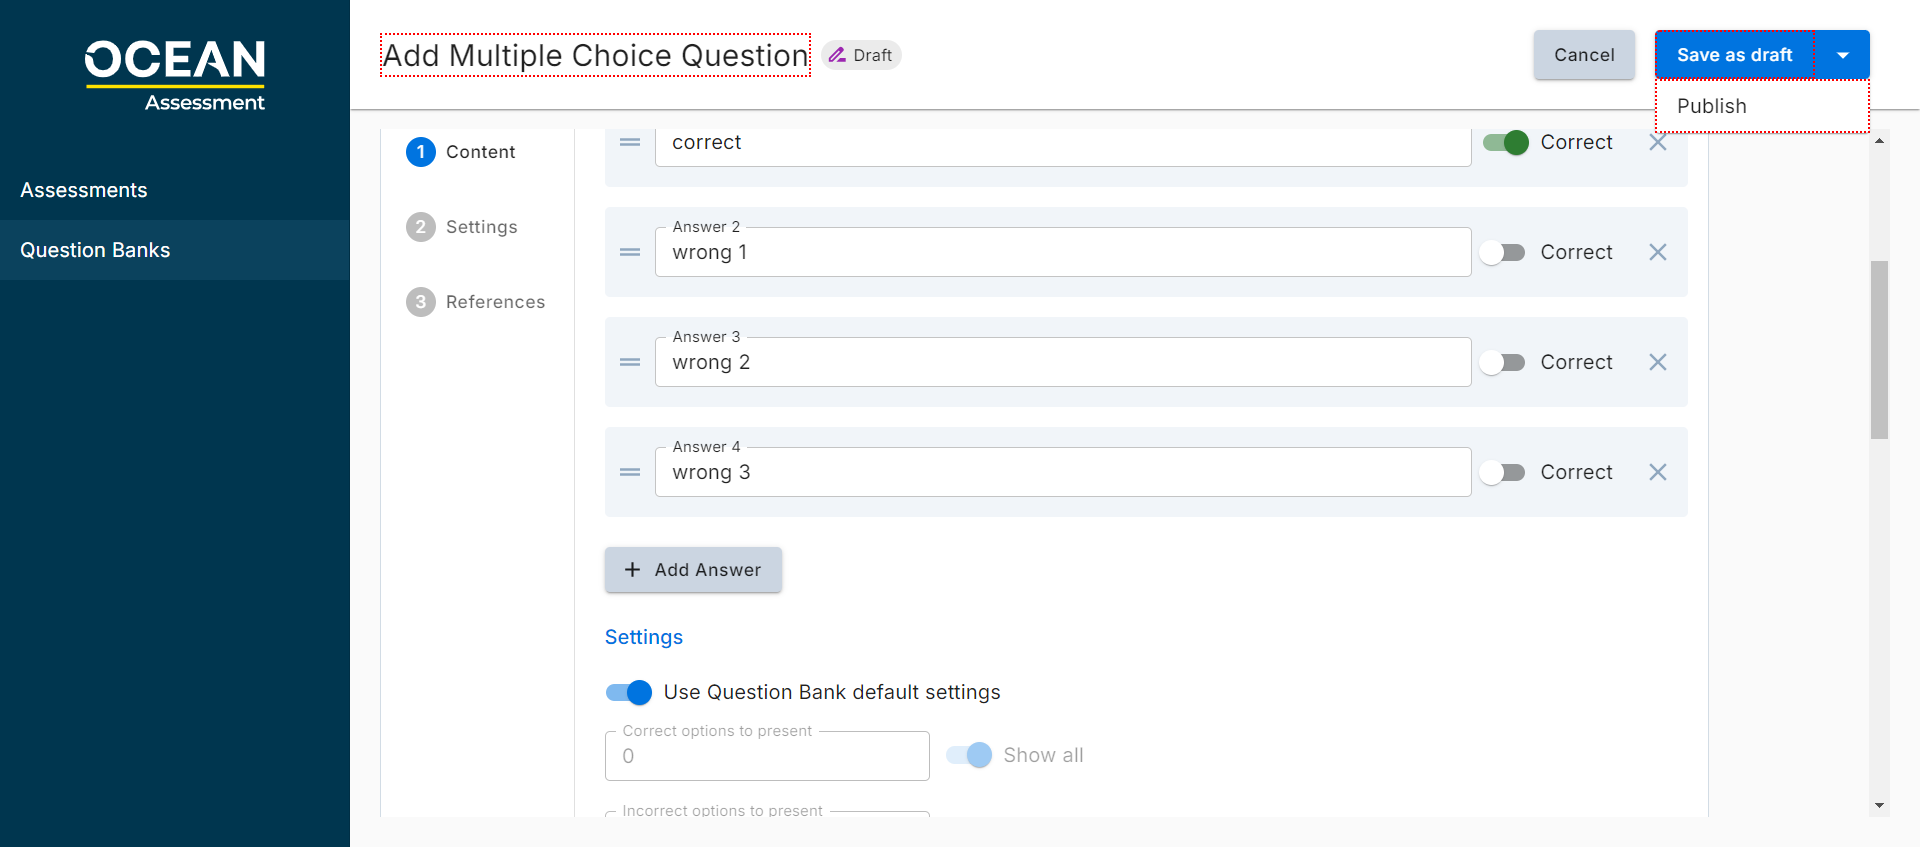 OCEAN
Assessment
Assessments
Question Banks
Add Multiple Choice Question
Draft
Cancel
Save as draft
Publish
1 Content
2 Settings
3 References
correct
Correct
Answer 2
wrong 1
Correct
Answer 3
wrong 2
Correct
Answer 4
wrong 3
Correct
+ Add Answer
Settings
Use Question Bank default settings
Correct options to present
0
Show all
Incorrect options to present